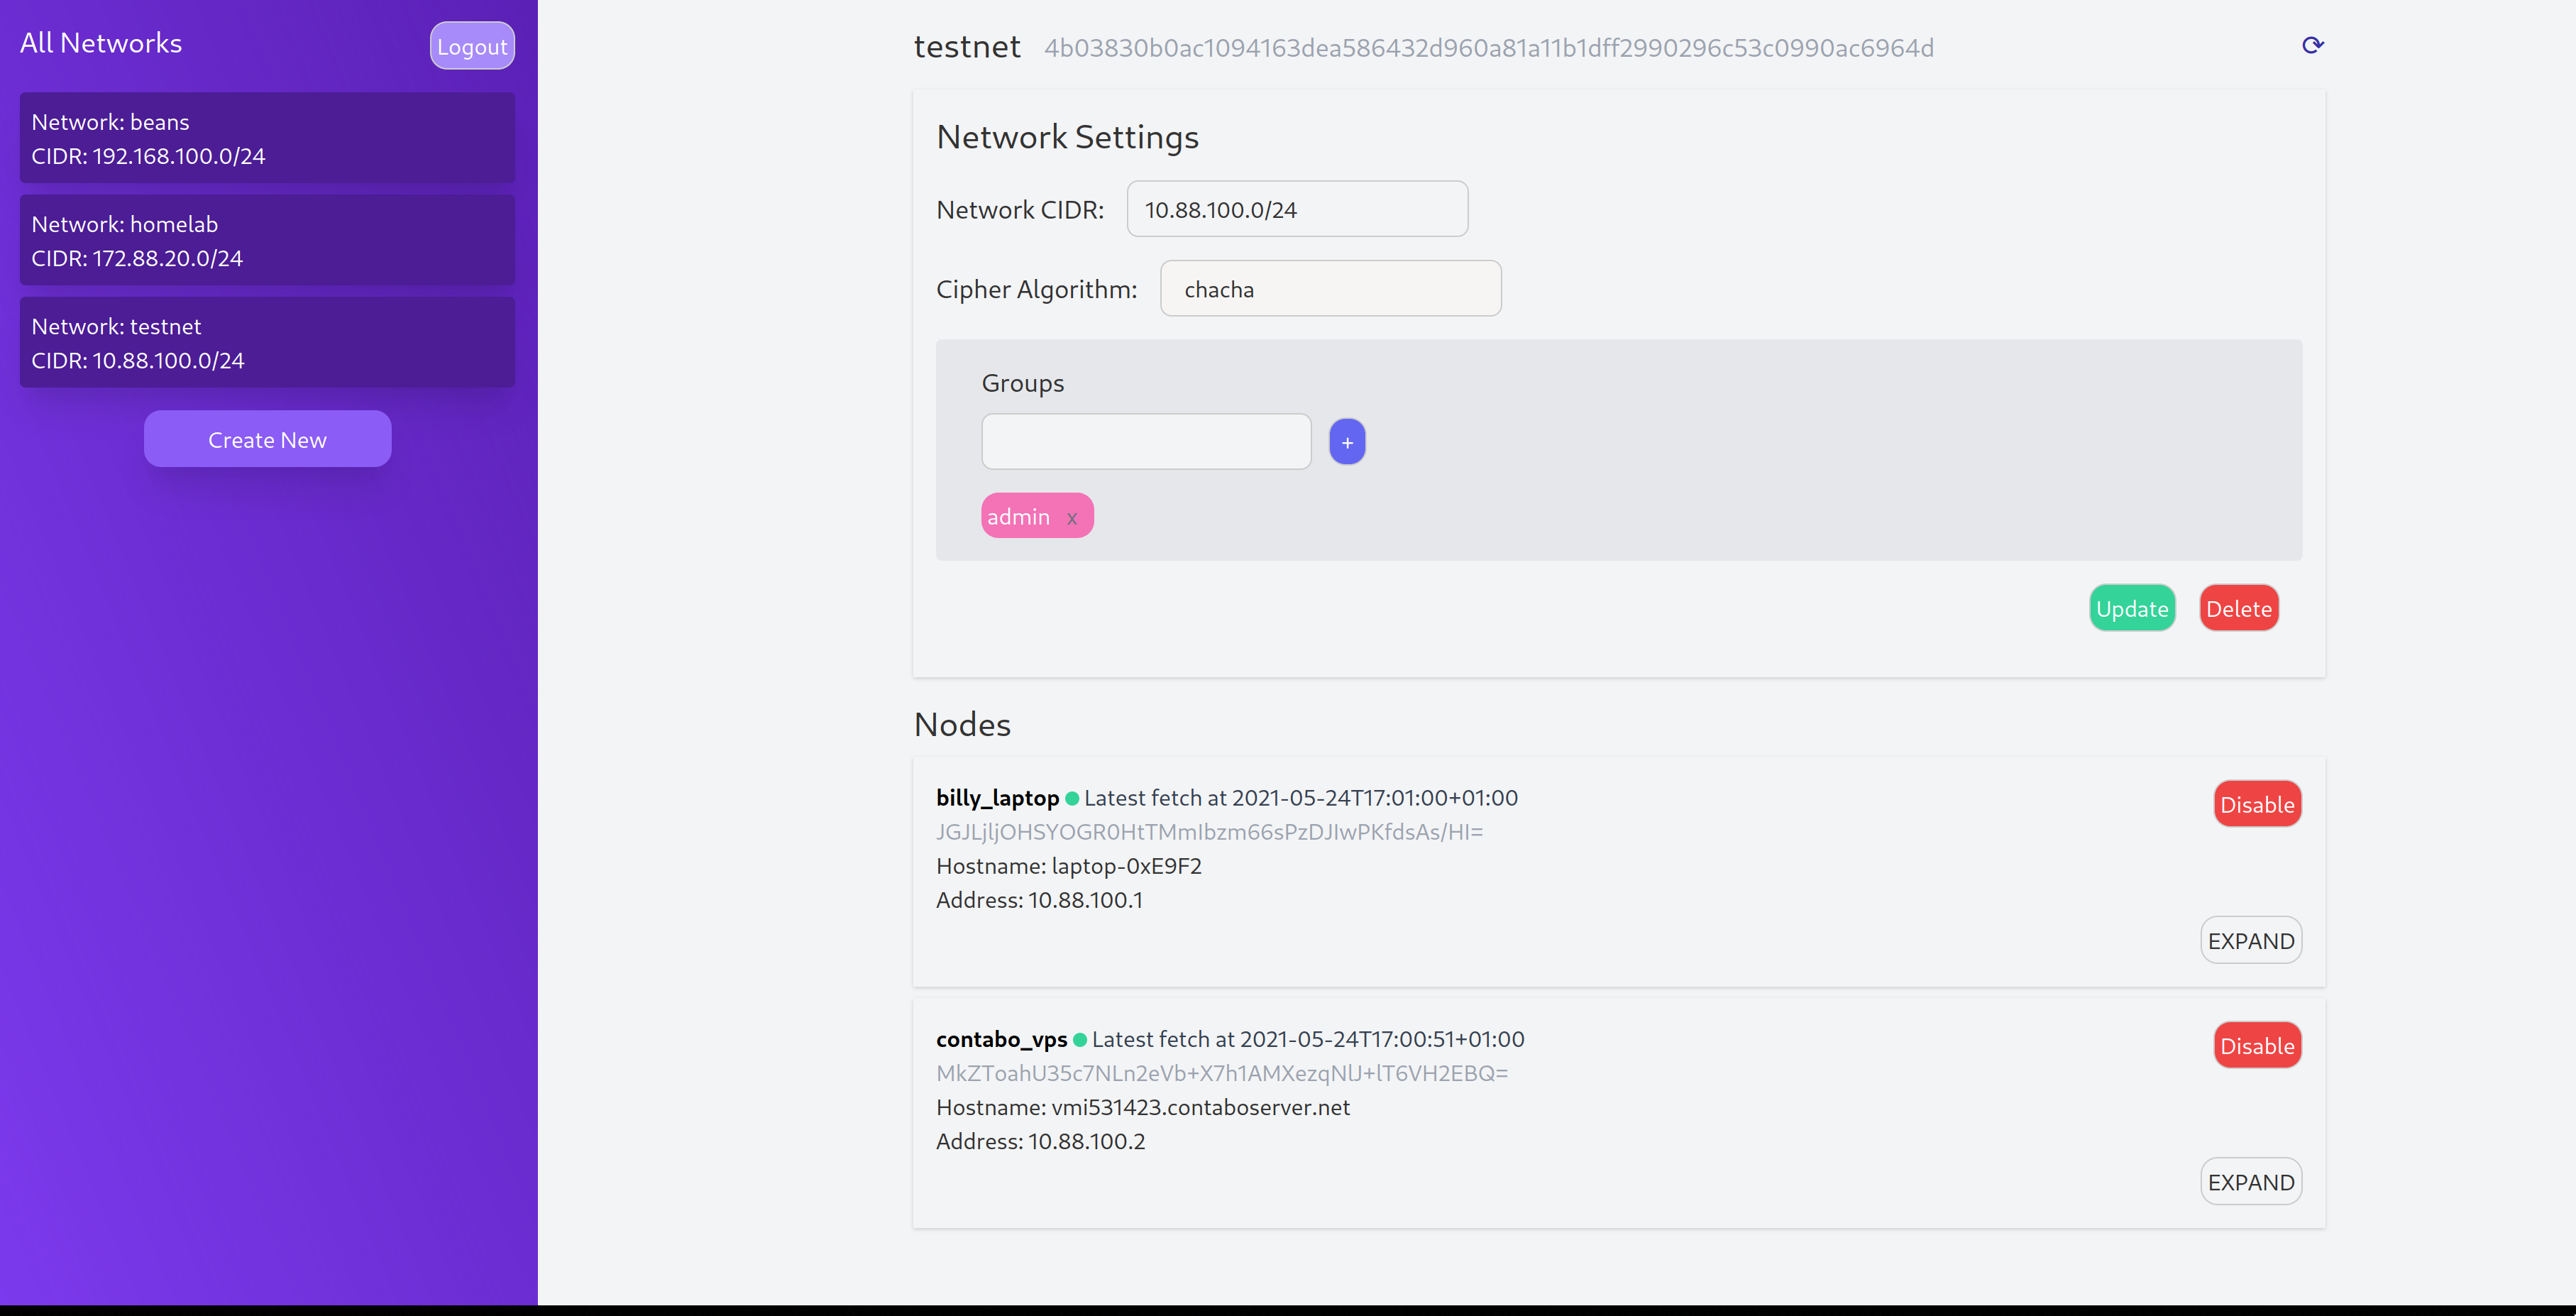 All Networks
Logout
Network: beans
CIDR: 192.168.100.0/24
Network: homelab
CIDR: 172.88.20.0/24
Network: testnet
CIDR: 10.88.100.0/24
Create New
testnet 4b03830b0ac1094163dea586432d960a81a11b1dff2990296c53c0990ac6964d
⟳
Network Settings
Network CIDR: 10.88.100.0/24
Cipher Algorithm: chacha
Groups
+
admin x
Update Delete
Nodes
billy_laptop Latest fetch at 2021-05-24T17:01:00+01:00
Disable
JGJLjljOHSYOGR0HtTMmIbzm66sPzDJIwPKfdsAs/HI=
Hostname: laptop-0xE9F2
Address: 10.88.100.1
EXPAND
contabo_vps Latest fetch at 2021-05-24T17:00:51+01:00
Disable
MkZToahU35c7NLn2eVb+X7h1AMXezqNlJ+lT6VH2EBQ=
Hostname: vmi531423.contaboserver.net
Address: 10.88.100.2
EXPAND